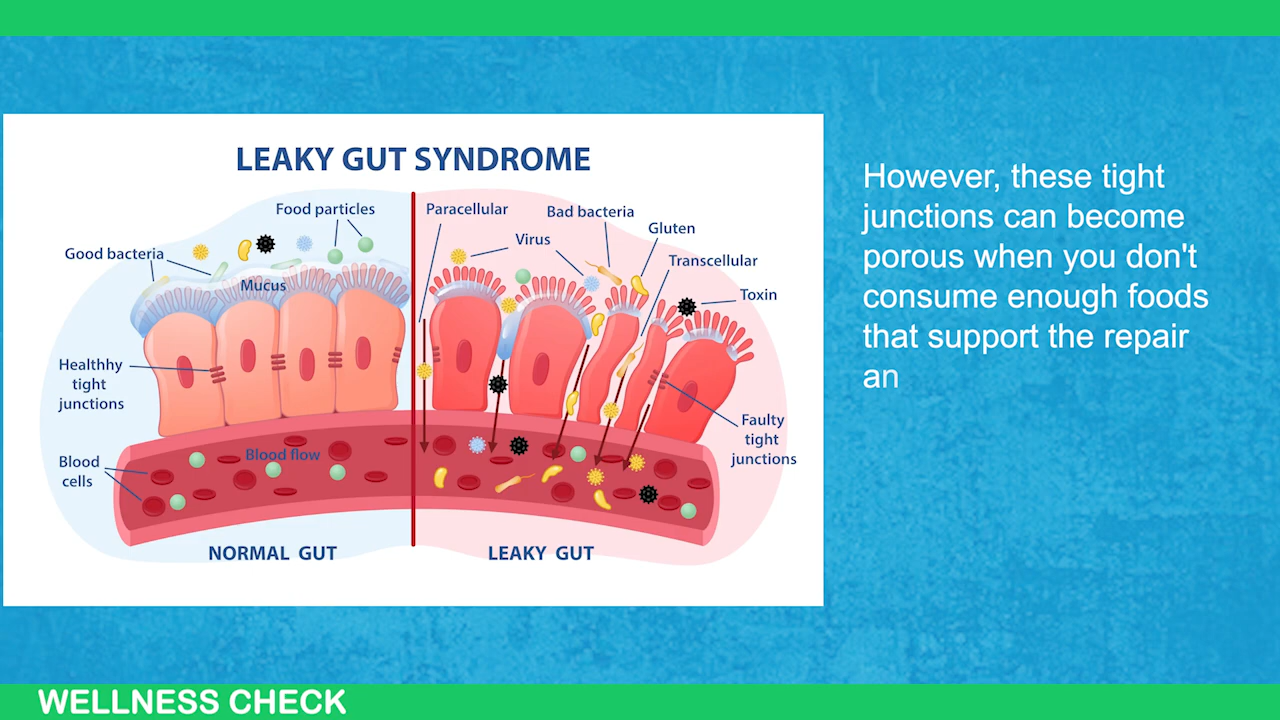 LEAKY GUT SYNDROME
Food particles
Good bacteria
Mucus
Healthhy
tight
junctions
Blood
cells
Blood flow
NORMAL GUT
Paracellular
Bad bacteria
Virus
Gluten
Transcellular
Toxin
Faulty
tight
junctions
LEAKY GUT
However, these tight
junctions can become
porous when you don't
consume enough foods
that support the repair
an
WELLNESS CHECK